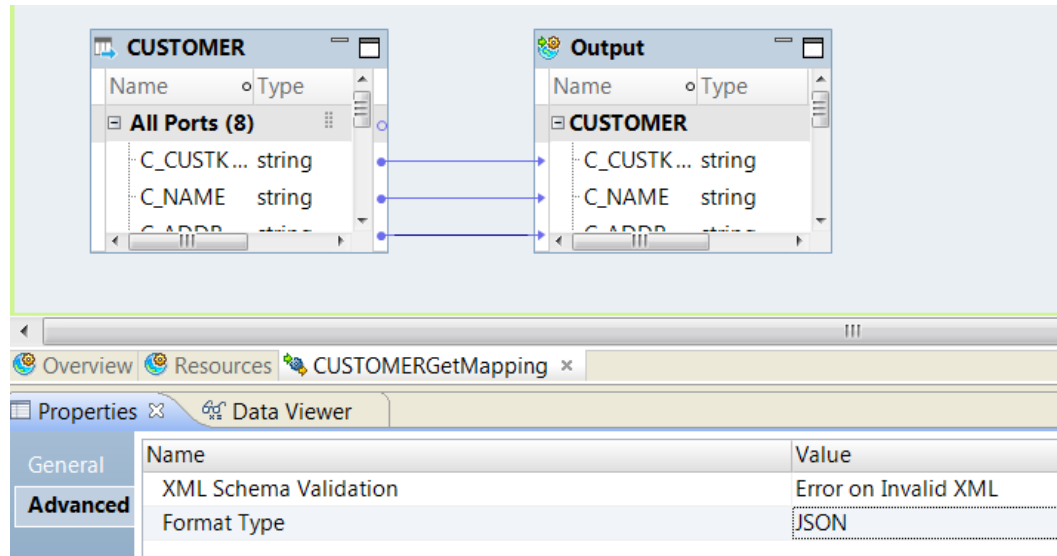 CUSTOMER
Name Type
All Ports (8)
C_CUSTK... string
C_NAME string
Output
Name Type
CUSTOMER
C_CUSTK... string
C_NAME string
Overview Resources CUSTOMERGetMapping
Properties Data Viewer
General
Advanced
Name Value
XML Schema Validation Error on Invalid XML
Format Type JSON